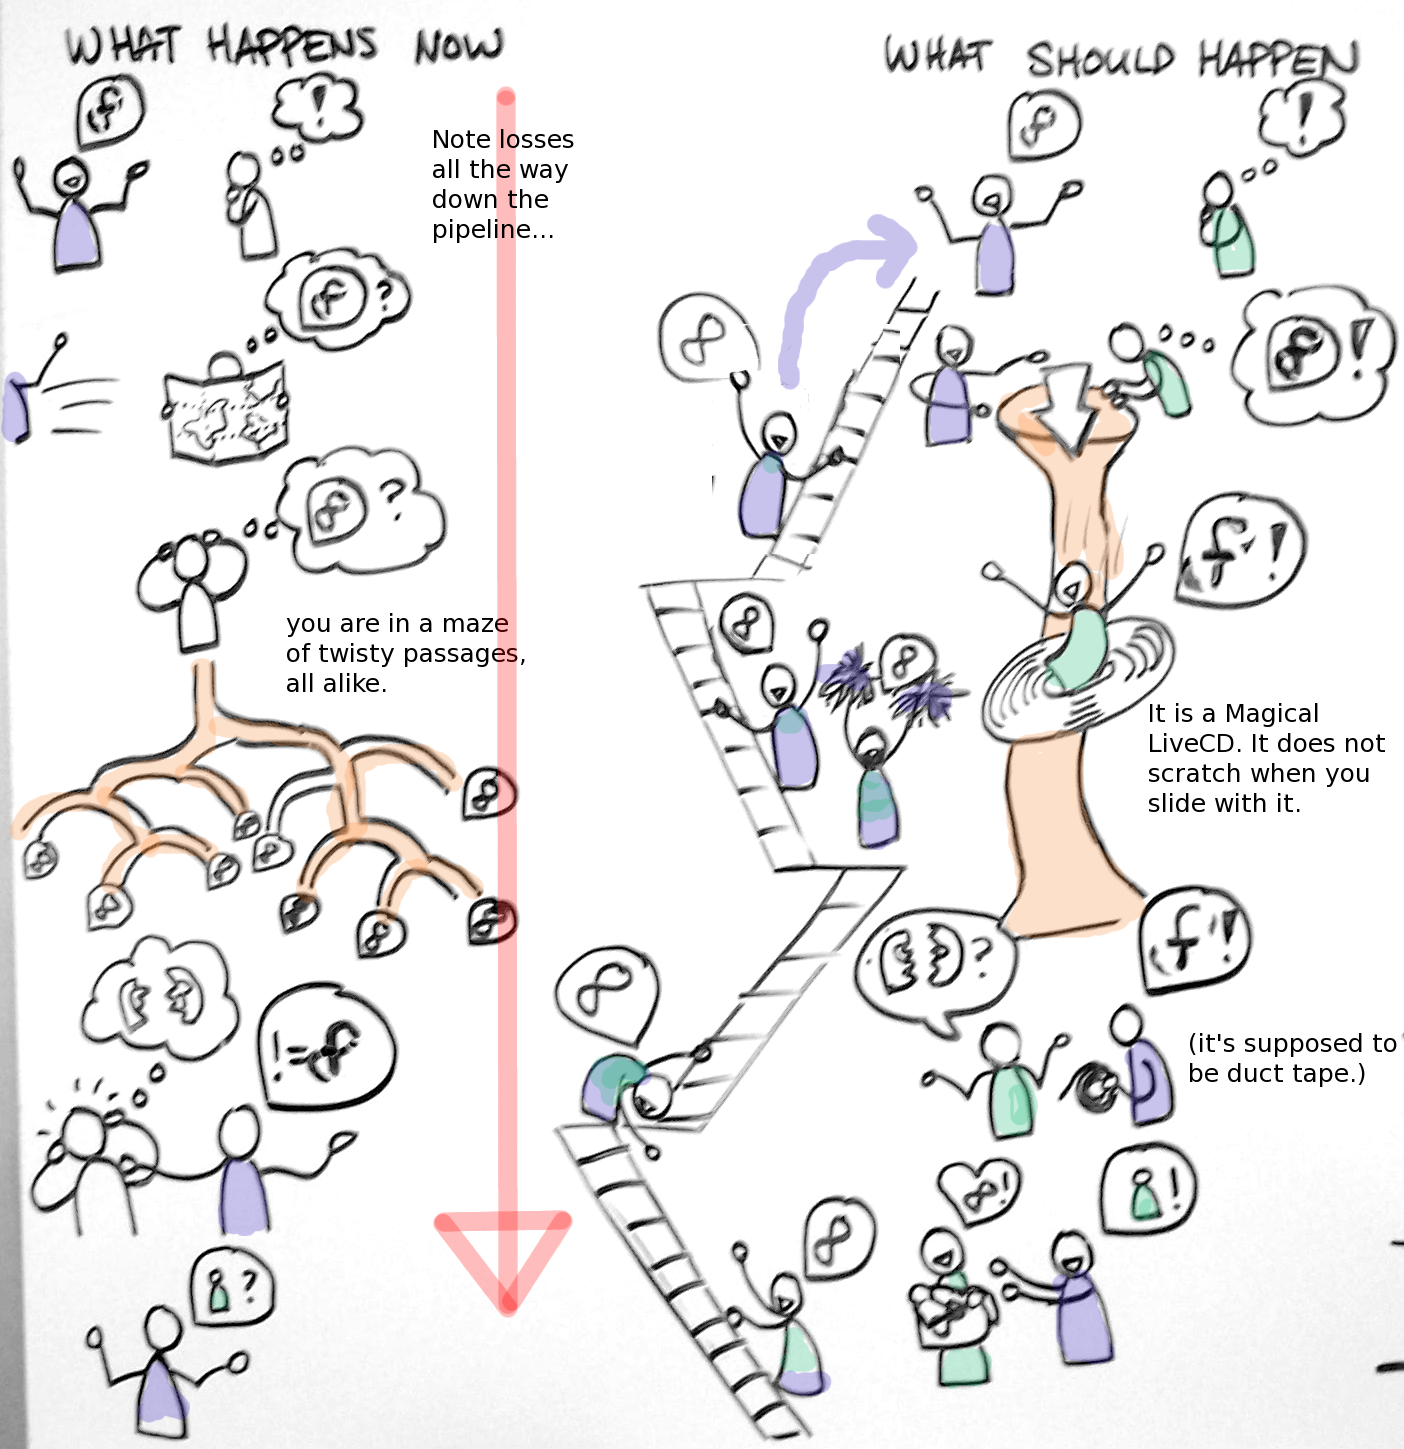 WHAT HAPPENS NOW
!
Note losses
all the way
down the
pipeline...
?
?
you are in a maze
of twisty passages,
all alike.
!=
?
WHAT SHOULD HAPPEN
!
!
f'!
It is a Magical
LiveCD. It does not
scratch when you
slide with it.
?
f'!
(it's supposed to
be duct tape.)
!
!